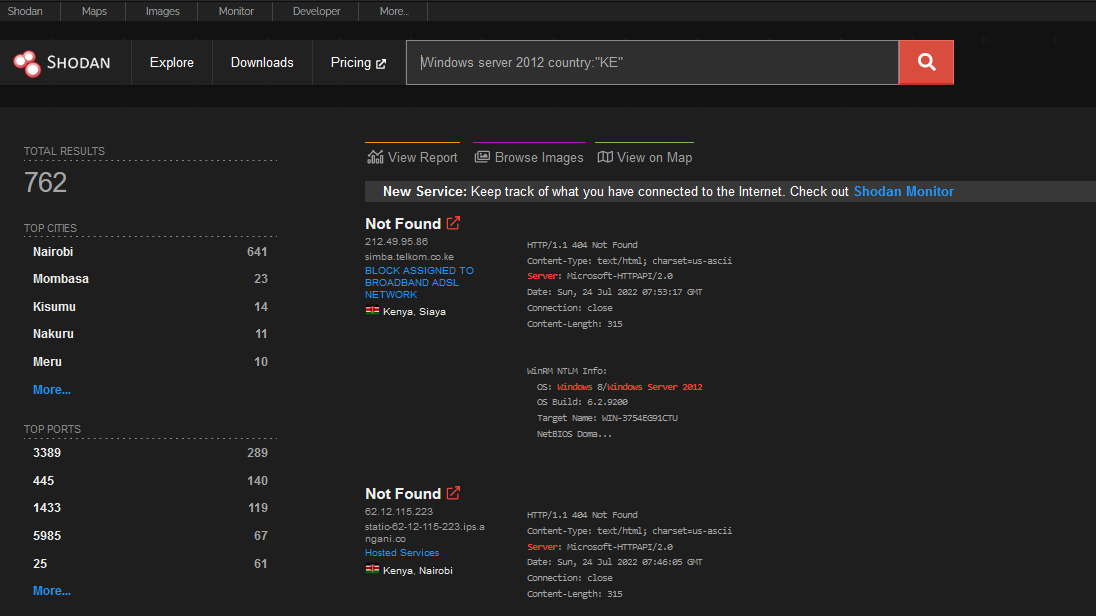 Shodan Maps Images Monitor Developer More...
SHODAN Explore Downloads Pricing Windows server 2012 country:"KE"
TOTAL RESULTS
762
TOP CITIES
Nairobi 641
Mombasa 23
Kisumu 14
Nakuru 11
Meru 10
More...
TOP PORTS
3389 289
445 140
1433 119
5985 67
25 61
More...
View Report Browse Images View on Map
New Service: Keep track of what you have connected to the Internet. Check out Shodan Monitor
Not Found
212.49.95.86
simba.telkom.co.ke
BLOCK ASSIGNED TO
BROADBAND ADSL
NETWORK
Kenya, Siaya
HTTP/1.1 404 Not Found
Content-Type: text/html; charset=us-ascii
Server: Microsoft-HTTPAPI/2.0
Date: Sun, 24 Jul 2022 07:53:17 GMT
Connection: close
Content-Length: 315
WinRM NTLM Info:
OS: Windows 8/Windows Server 2012
OS Build: 6.2.9200
Target Name: WIN-3754EG91CTU
NetBIOS Doma...
Not Found
62.12.115.223
static-62-12-115-223.ips.a
ngani.co
Hosted Services
Kenya, Nairobi
HTTP/1.1 404 Not Found
Content-Type: text/html; charset=us-ascii
Server: Microsoft-HTTPAPI/2.0
Date: Sun, 24 Jul 2022 07:46:05 GMT
Connection: close
Content-Length: 315